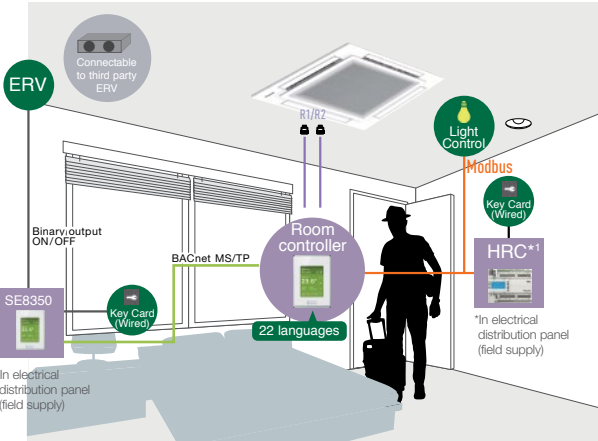 Connectable
to third party
ERV
ERV
R1/R2
Light
Control
Modbus
Key Card
(Wired)
Binary output
ON/OFF
Room
controller
HRC*1
BACnet MS/TP
SE8350
Key Card
(Wired)
22 languages
*In electrical
distribution panel
(field supply)
In electrical
distribution panel
(field supply)